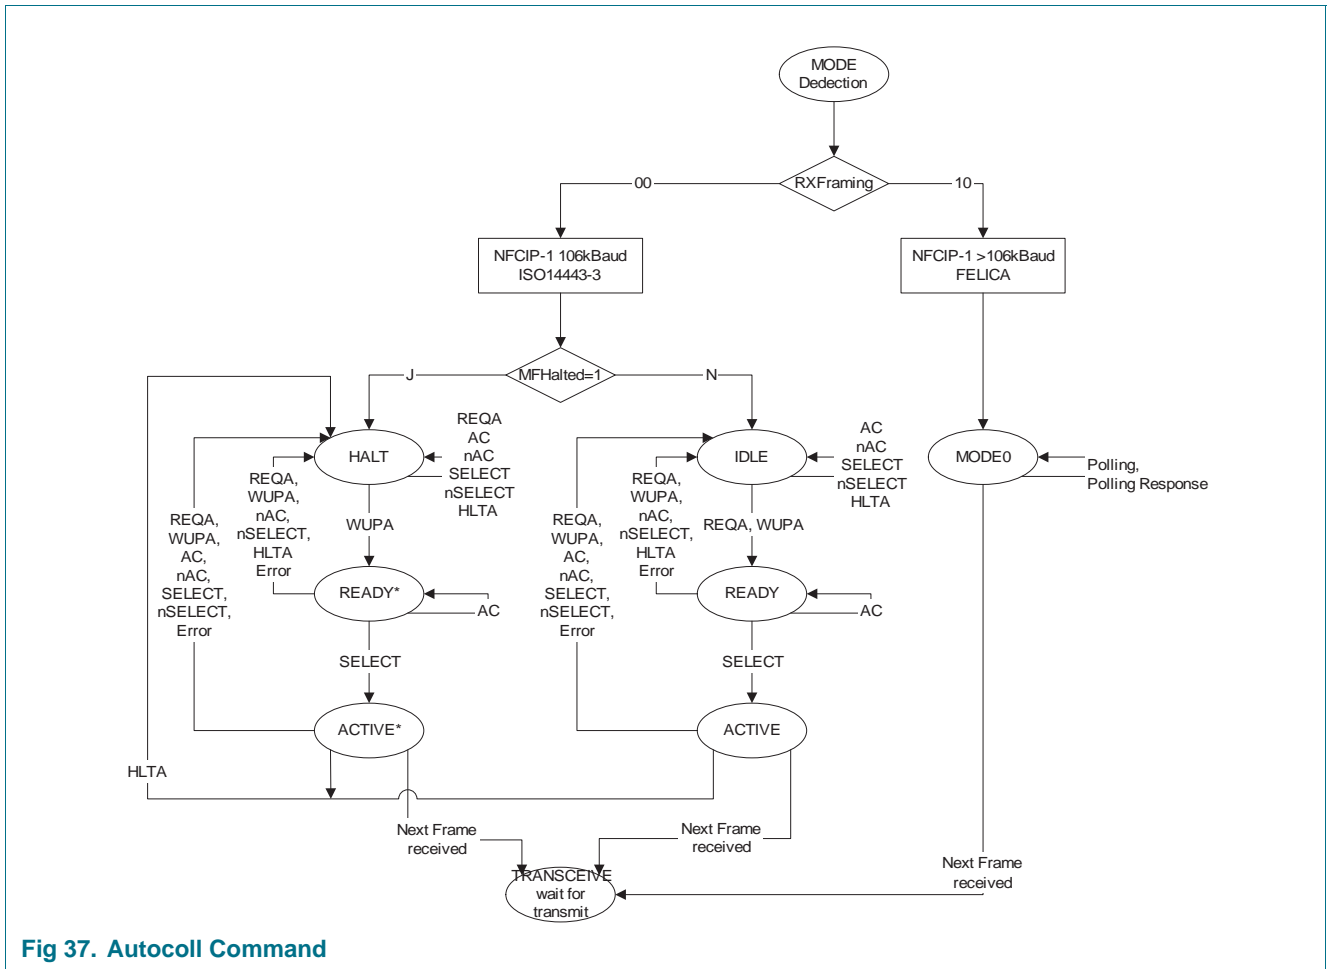 MODE
Dedection
RXFraming
00
10
NFCIP-1 106kBaud
ISO14443-3
NFCIP-1 >106kBaud
FELICA
MFHalted=1
J
N
HALT
REQA
AC
nAC
SELECT
nSELECT
HLTA
IDLE
AC
nAC
SELECT
nSELECT
HLTA
MODE0
Polling,
Polling Response
REQA,
WUPA,
AC,
nAC,
SELECT,
nSELECT,
Error
REQA,
WUPA,
nAC,
nSELECT,
HLTA
Error
WUPA
REQA,
WUPA,
AC,
nAC,
SELECT,
nSELECT,
Error
REQA,
WUPA,
nAC,
nSELECT,
HLTA
Error
REQA, WUPA
READY*
AC
READY
AC
SELECT
SELECT
ACTIVE*
ACTIVE
HLTA
Next Frame
received
Next Frame
received
Next Frame
received
TRANSCEIVE
wait for
transmit
Fig 37. Autocoll Command